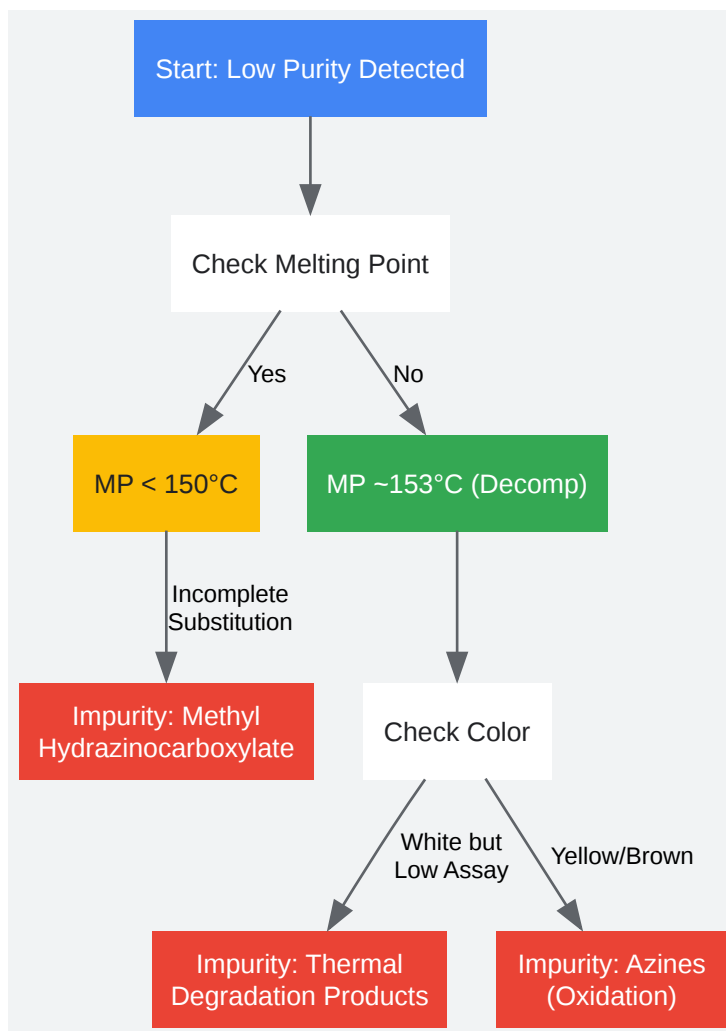 Start: Low Purity Detected
Check Melting Point
Yes
No
MP < 150°C
MP ~153°C (Decomp)
Incomplete
Substitution
Impurity: Methyl
Hydrazinocarboxylate
Check Color
White but
Low Assay
Yellow/Brown
Impurity: Thermal
Degradation Products
Impurity: Azines
(Oxidation)